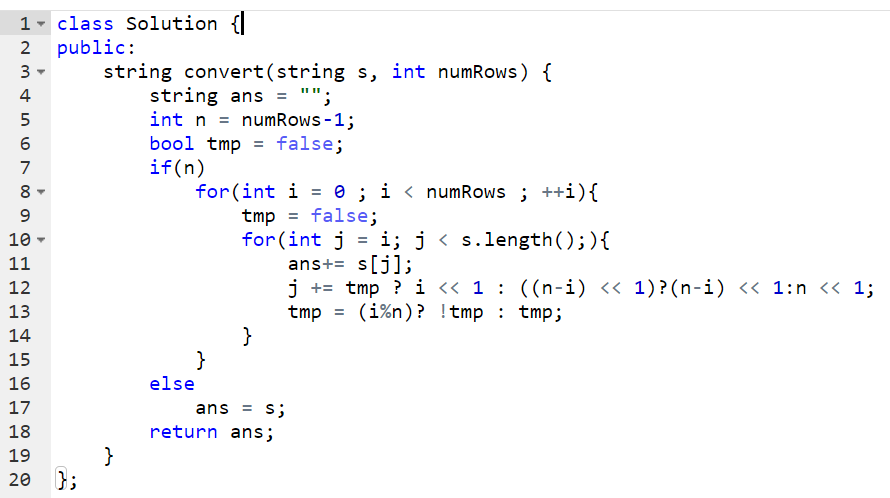 1 class Solution {
2 public:
3     string convert(string s, int numRows) {
4         string ans = "";
5         int n = numRows-1;
6         bool tmp = false;
7         if(n)
8             for(int i = 0 ; i < numRows ; ++i){
9                 tmp = false;
10                 for(int j = i; j < s.length();){
11                     ans+= s[j];
12                     j += tmp ? i << 1 : ((n-i) << 1)?(n-i) << 1:n << 1;
13                     tmp = (i%n)? !tmp : tmp;
14                 }
15             }
16         else
17             ans = s;
18         return ans;
19     }
20 };